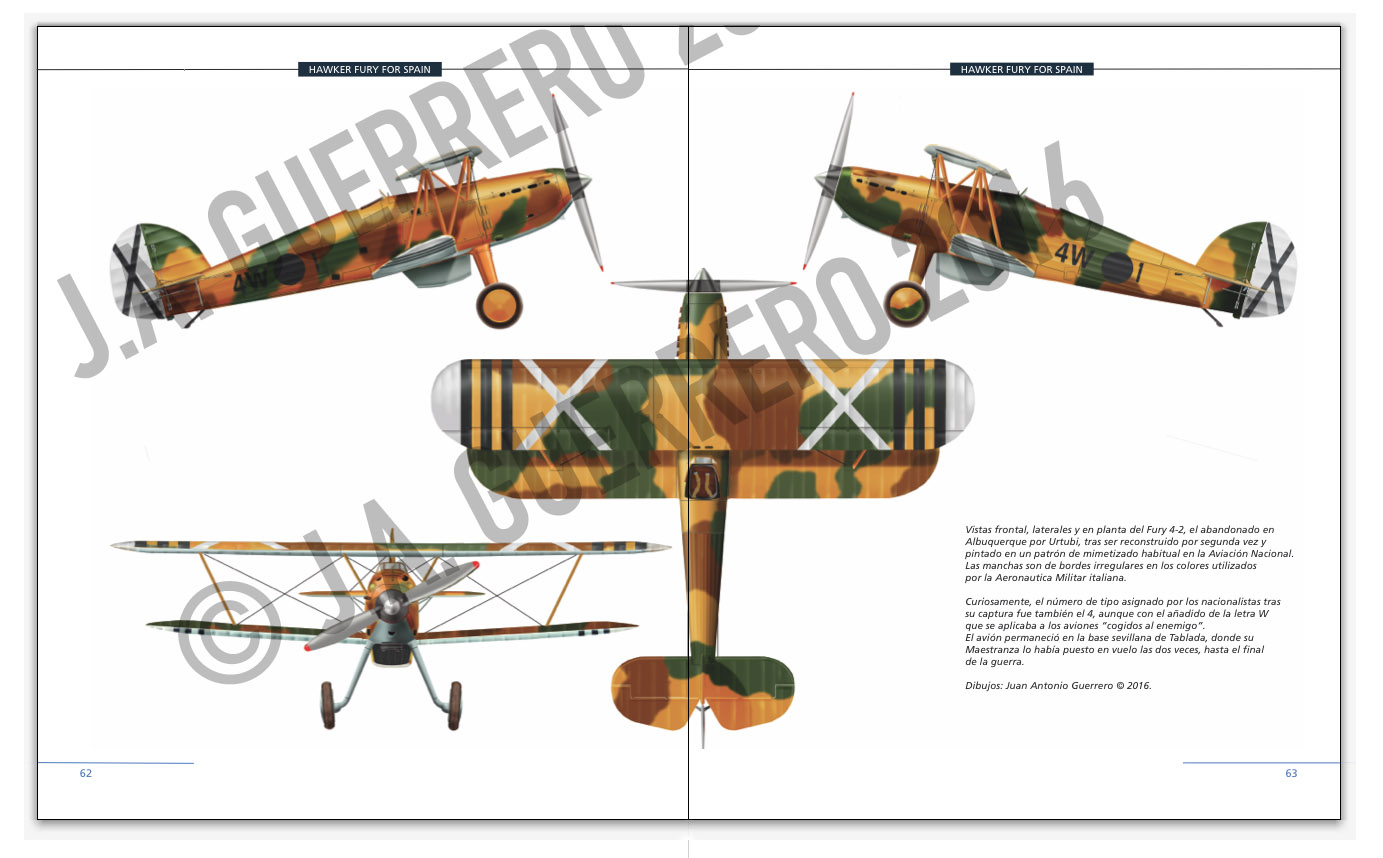 HAWKER FURY FOR SPAIN
HAWKER FURY FOR SPAIN
J.A. GUERRERO 20
© J.A. GUERRERO 2016
4W
4W 1
Vistas frontal, laterales y en planta del Fury 4-2, el abandonado en
Albuquerque por Urtubi, tras ser reconstruido por segunda vez y
pintado en un patrón de mimetizado habitual en la Aviación Nacional.
Las manchas son de bordes irregulares en los colores utilizados
por la Aeronautica Militar italiana.
Curiosamente, el número de tipo asignado por los nacionalistas tras
su captura fue también el 4, aunque con el añadido de la letra W
que se aplicaba a los aviones “cogidos al enemigo”.
El avión permaneció en la base sevillana de Tablada, donde su
Maestranza lo había puesto en vuelo las dos veces, hasta el final
de la guerra.
Dibujos: Juan Antonio Guerrero © 2016.
62
63